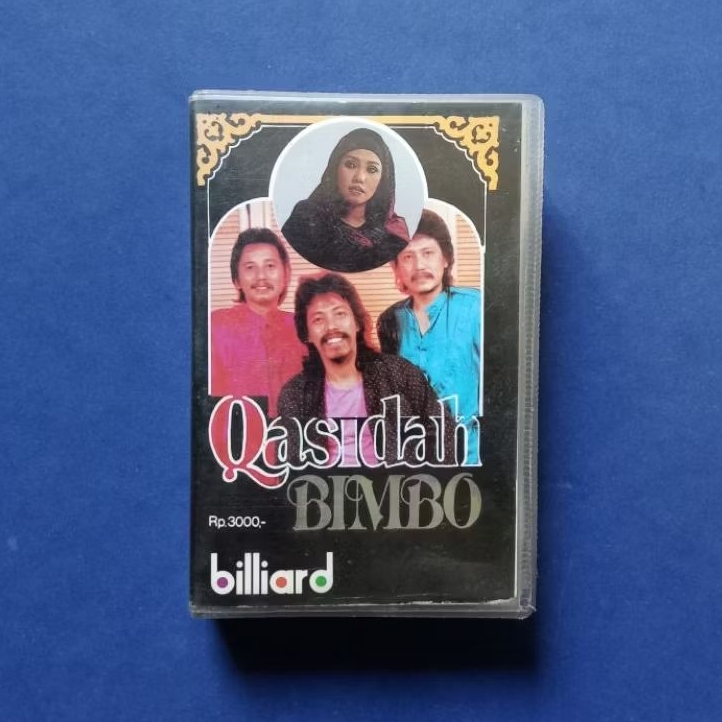 Qasidah
BIMBO
Rp.3000,-
billiard